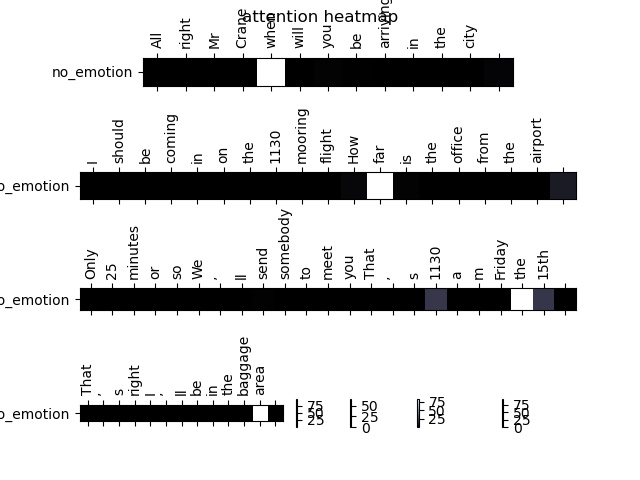 attention heatmap
All right Mr Crane when will you be arriving in the city
no_emotion
I should be coming in on the 1130 mooring flight How far is the office from the airport
o_emotion
Only 25 minutes or so We , ll send somebody to meet you That , s 1130 a m Friday the 15th
o_emotion
That , s right I , ll be in the baggage area
o_emotion
75 50 25
50 25 0
75 50 25
75 50 25 0